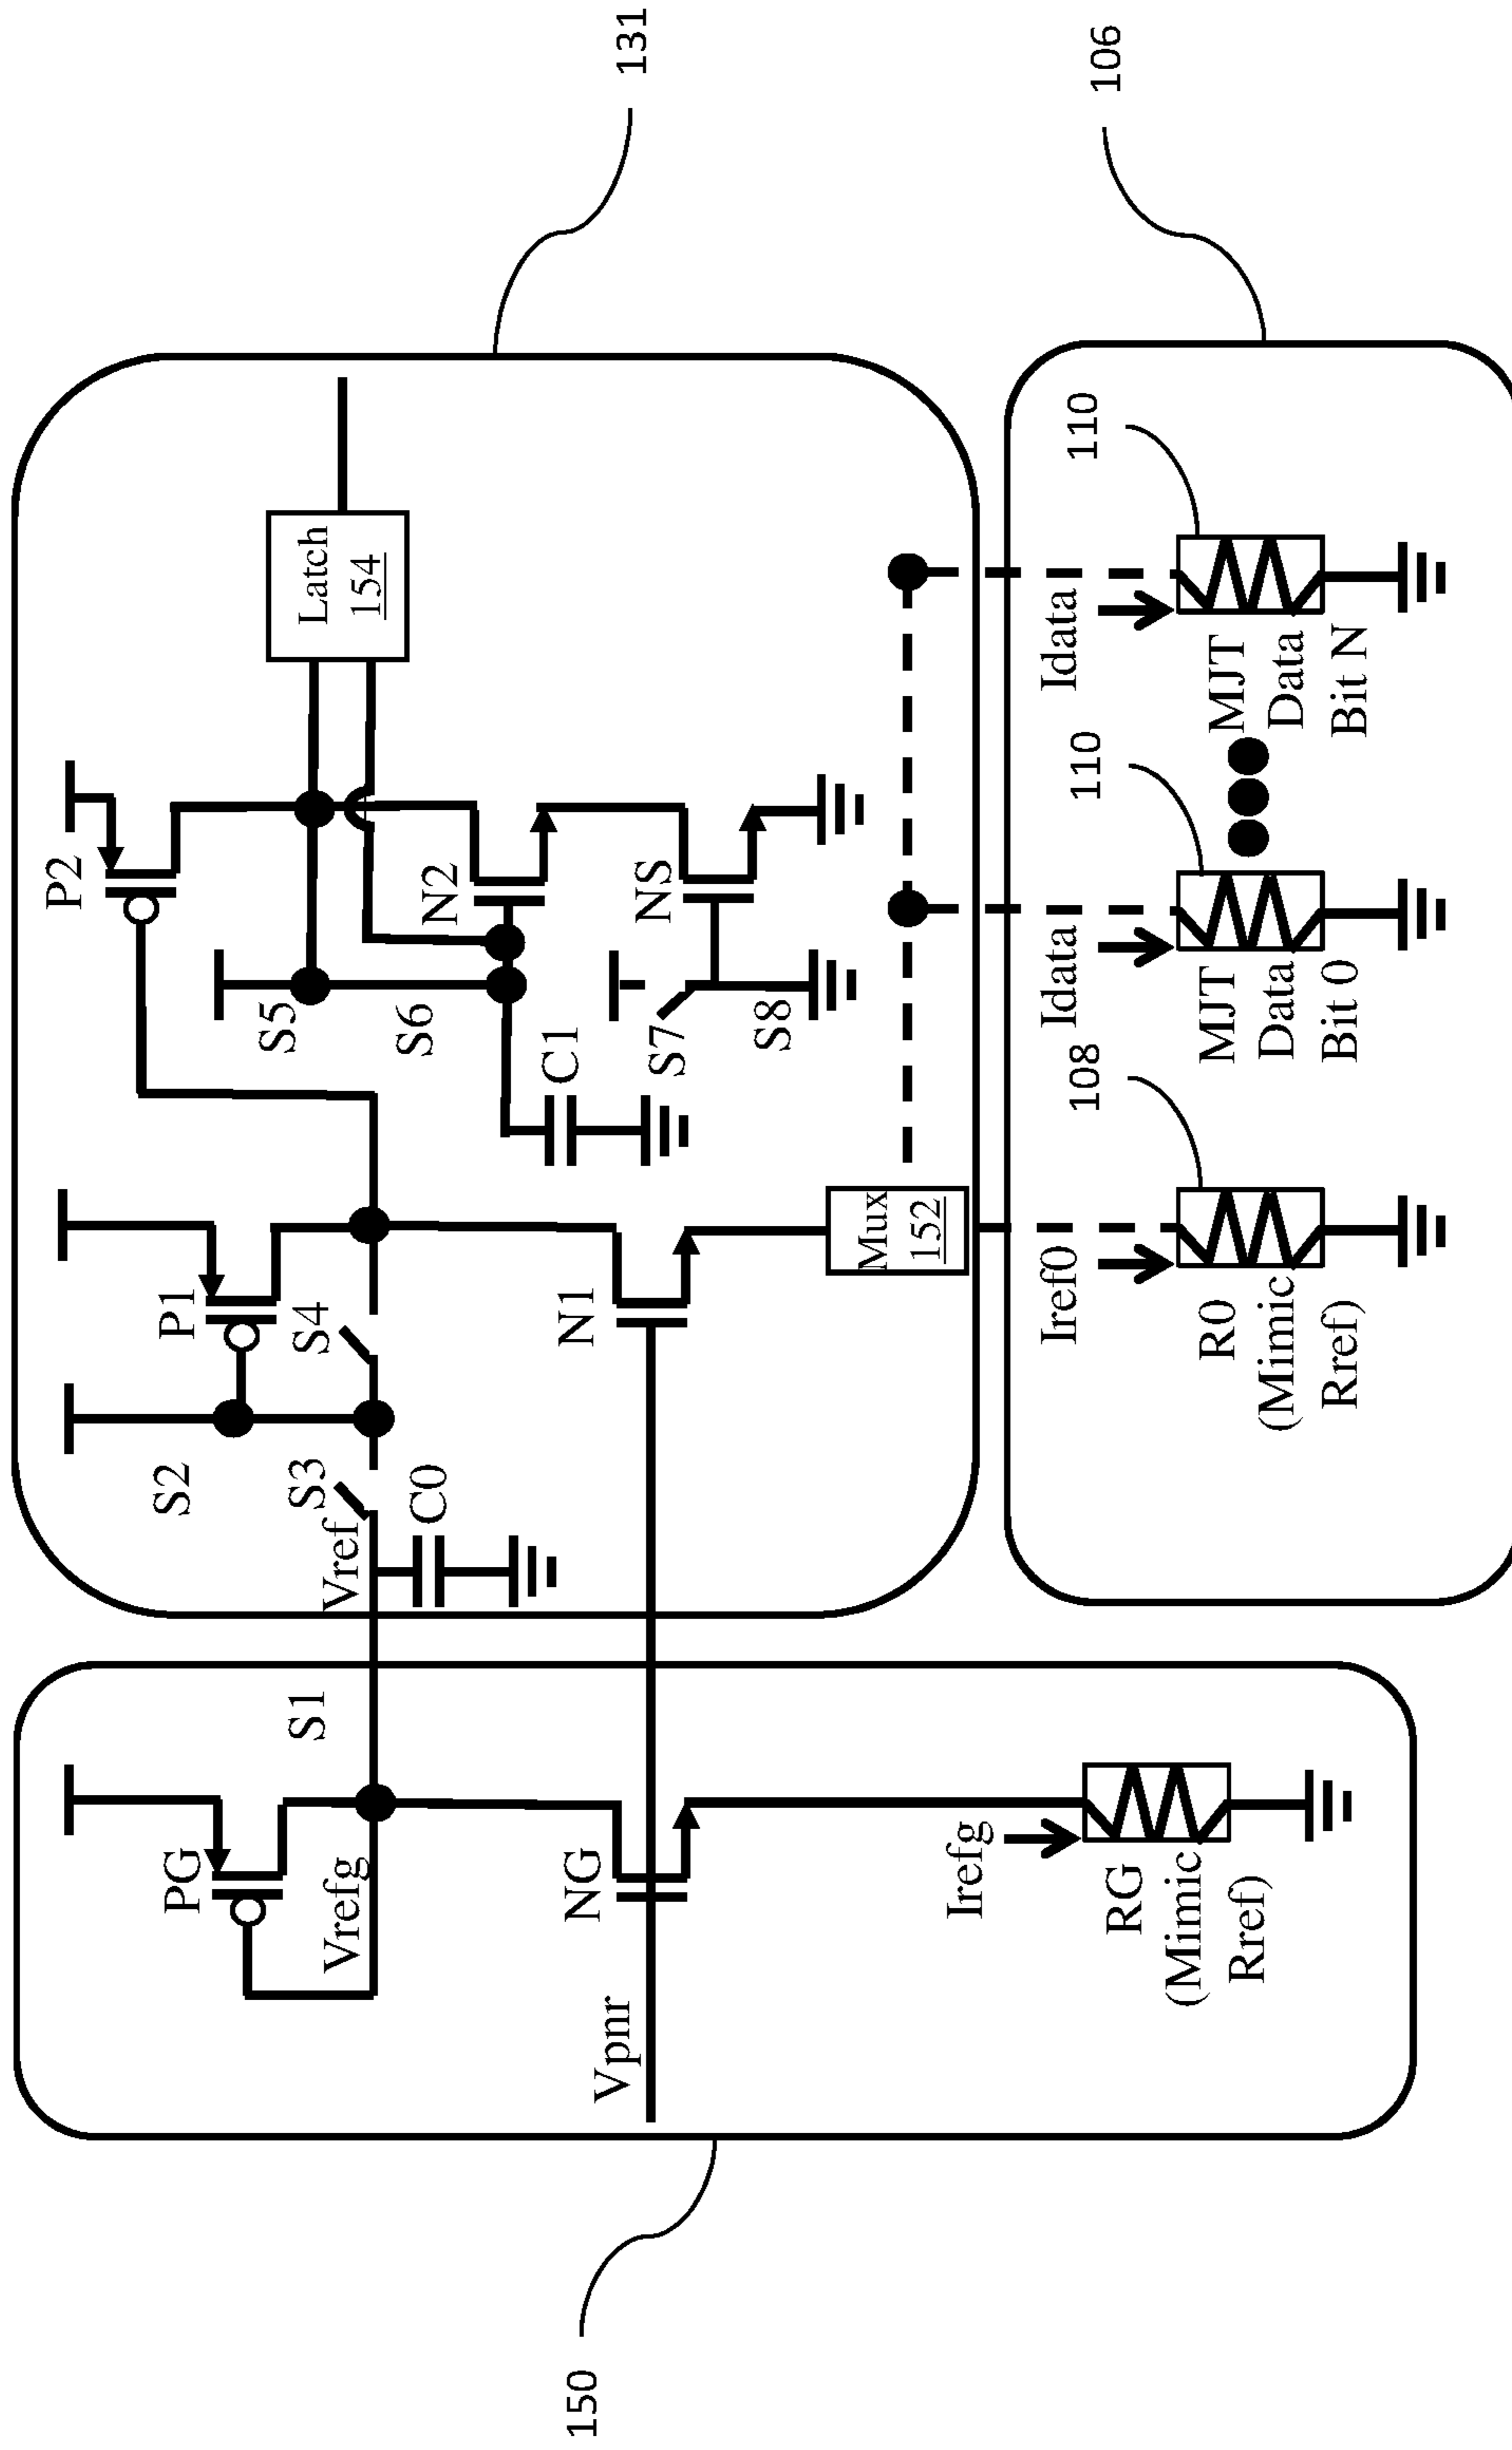 150
131
106
PG
Vrefg
S1
NG
Vpnr
Irefg
RG
(Mimic
Rref)
S2
P1
P2
S3
S4
Vref
C0
N1
S5
S6
C1
N2
S7
NS
S8
Latch
154
Mux
152
Iref0
108
R0
(Mimic
Rref)
Idata
110
MJT
Data
Bit 0
Idata
110
MJT
Data
Bit N